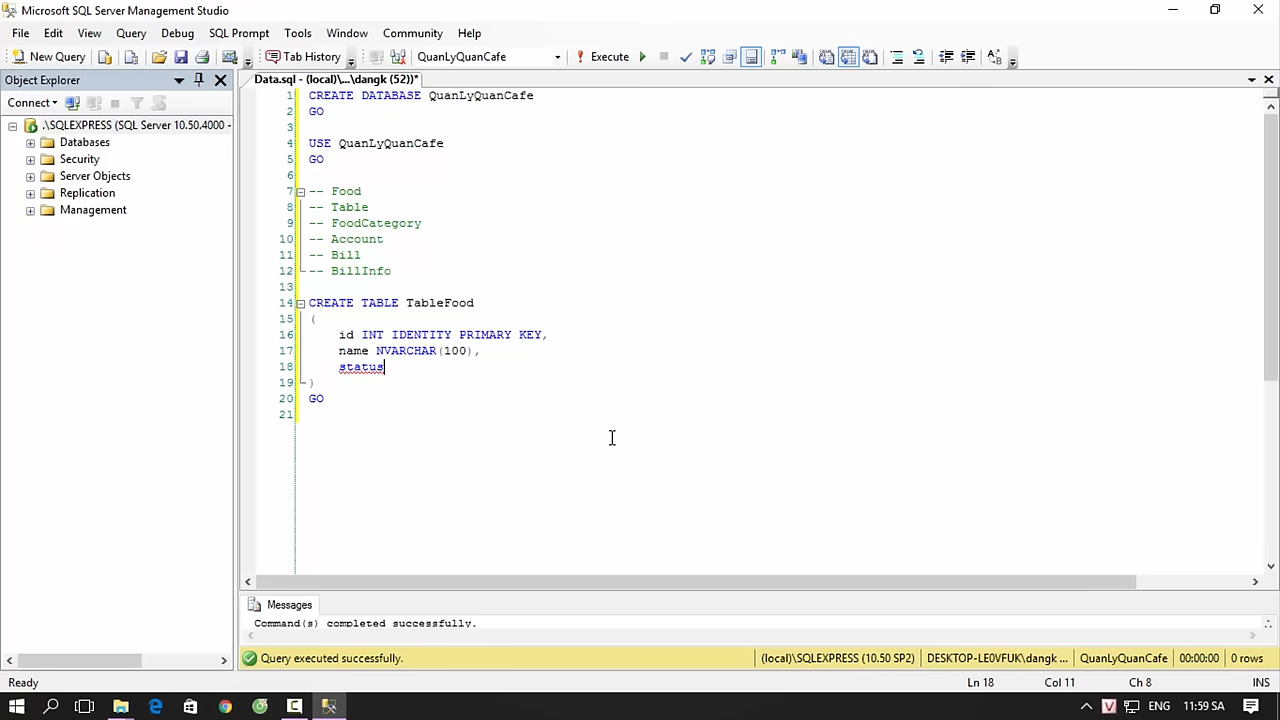 Microsoft SQL Server Management Studio
File Edit View Query Debug SQL Prompt Tools Window Community Help
New Query Tab History QuanLyQuanCafe Execute
Object Explorer
Data.sql - (local)\...\dangk (52))*
Connect
.\SQLEXPRESS (SQL Server 10.50.4000 -
Databases
Security
Server Objects
Replication
Management
1 CREATE DATABASE QuanLyQuanCafe
2 GO
3
4 USE QuanLyQuanCafe
5 GO
6
7 -- Food
8 -- Table
9 -- FoodCategory
10 -- Account
11 -- Bill
12 -- BillInfo
13
14 CREATE TABLE TableFood
15 (
16 id INT IDENTITY PRIMARY KEY,
17 name NVARCHAR(100),
18 status
19 )
20 GO
21
Messages
Command(s) completed successfully.
Query executed successfully. (local)\SQLEXPRESS (10.50 SP2) DESKTOP-LE0VFUK\dangk ... QuanLyQuanCafe 00:00:00 0 rows
Ready Ln 18 Col 11 Ch 8 INS
ENG 11:59 SA